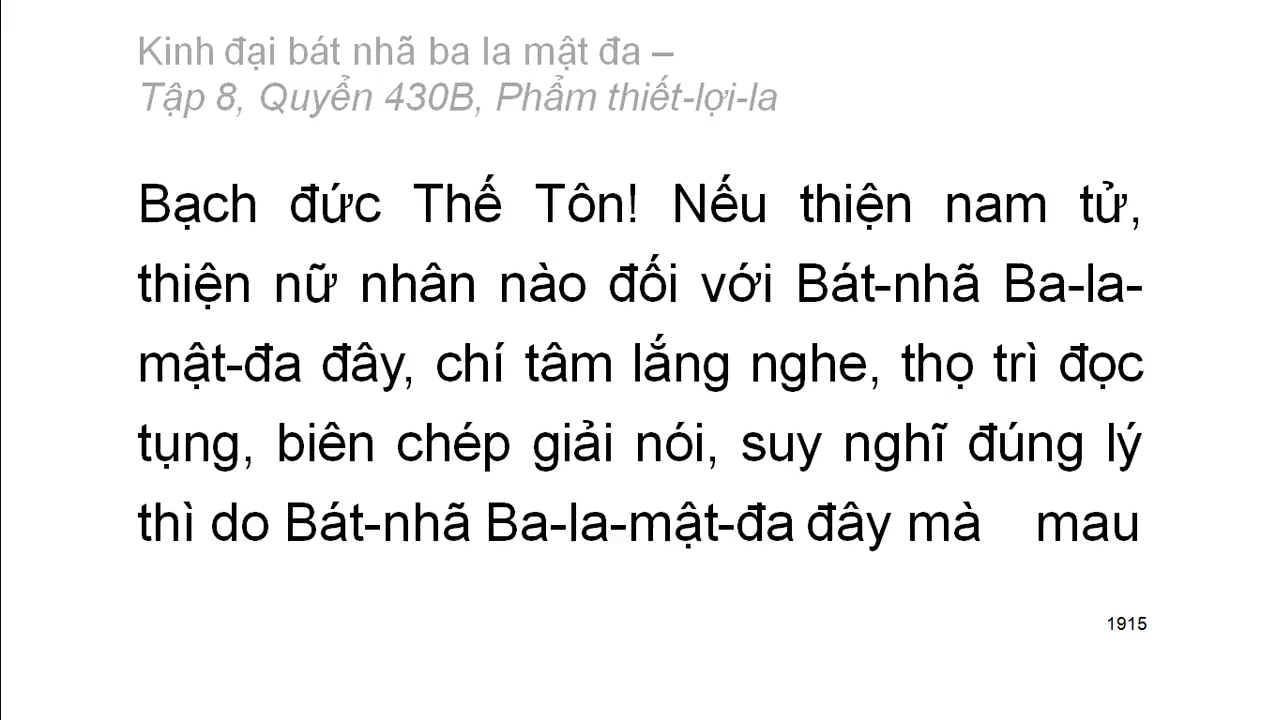 Kinh đại bát nhã ba la mật đa –
Tập 8, Quyển 430B, Phẩm thiết-lợi-la
Bạch đức Thế Tôn! Nếu thiện nam tử,
thiện nữ nhân nào đối với Bát-nhã Ba-la-
mật-đa đây, chí tâm lắng nghe, thọ trì đọc
tụng, biên chép giải nói, suy nghĩ đúng lý
thì do Bát-nhã Ba-la-mật-đa đây mà mau
1915